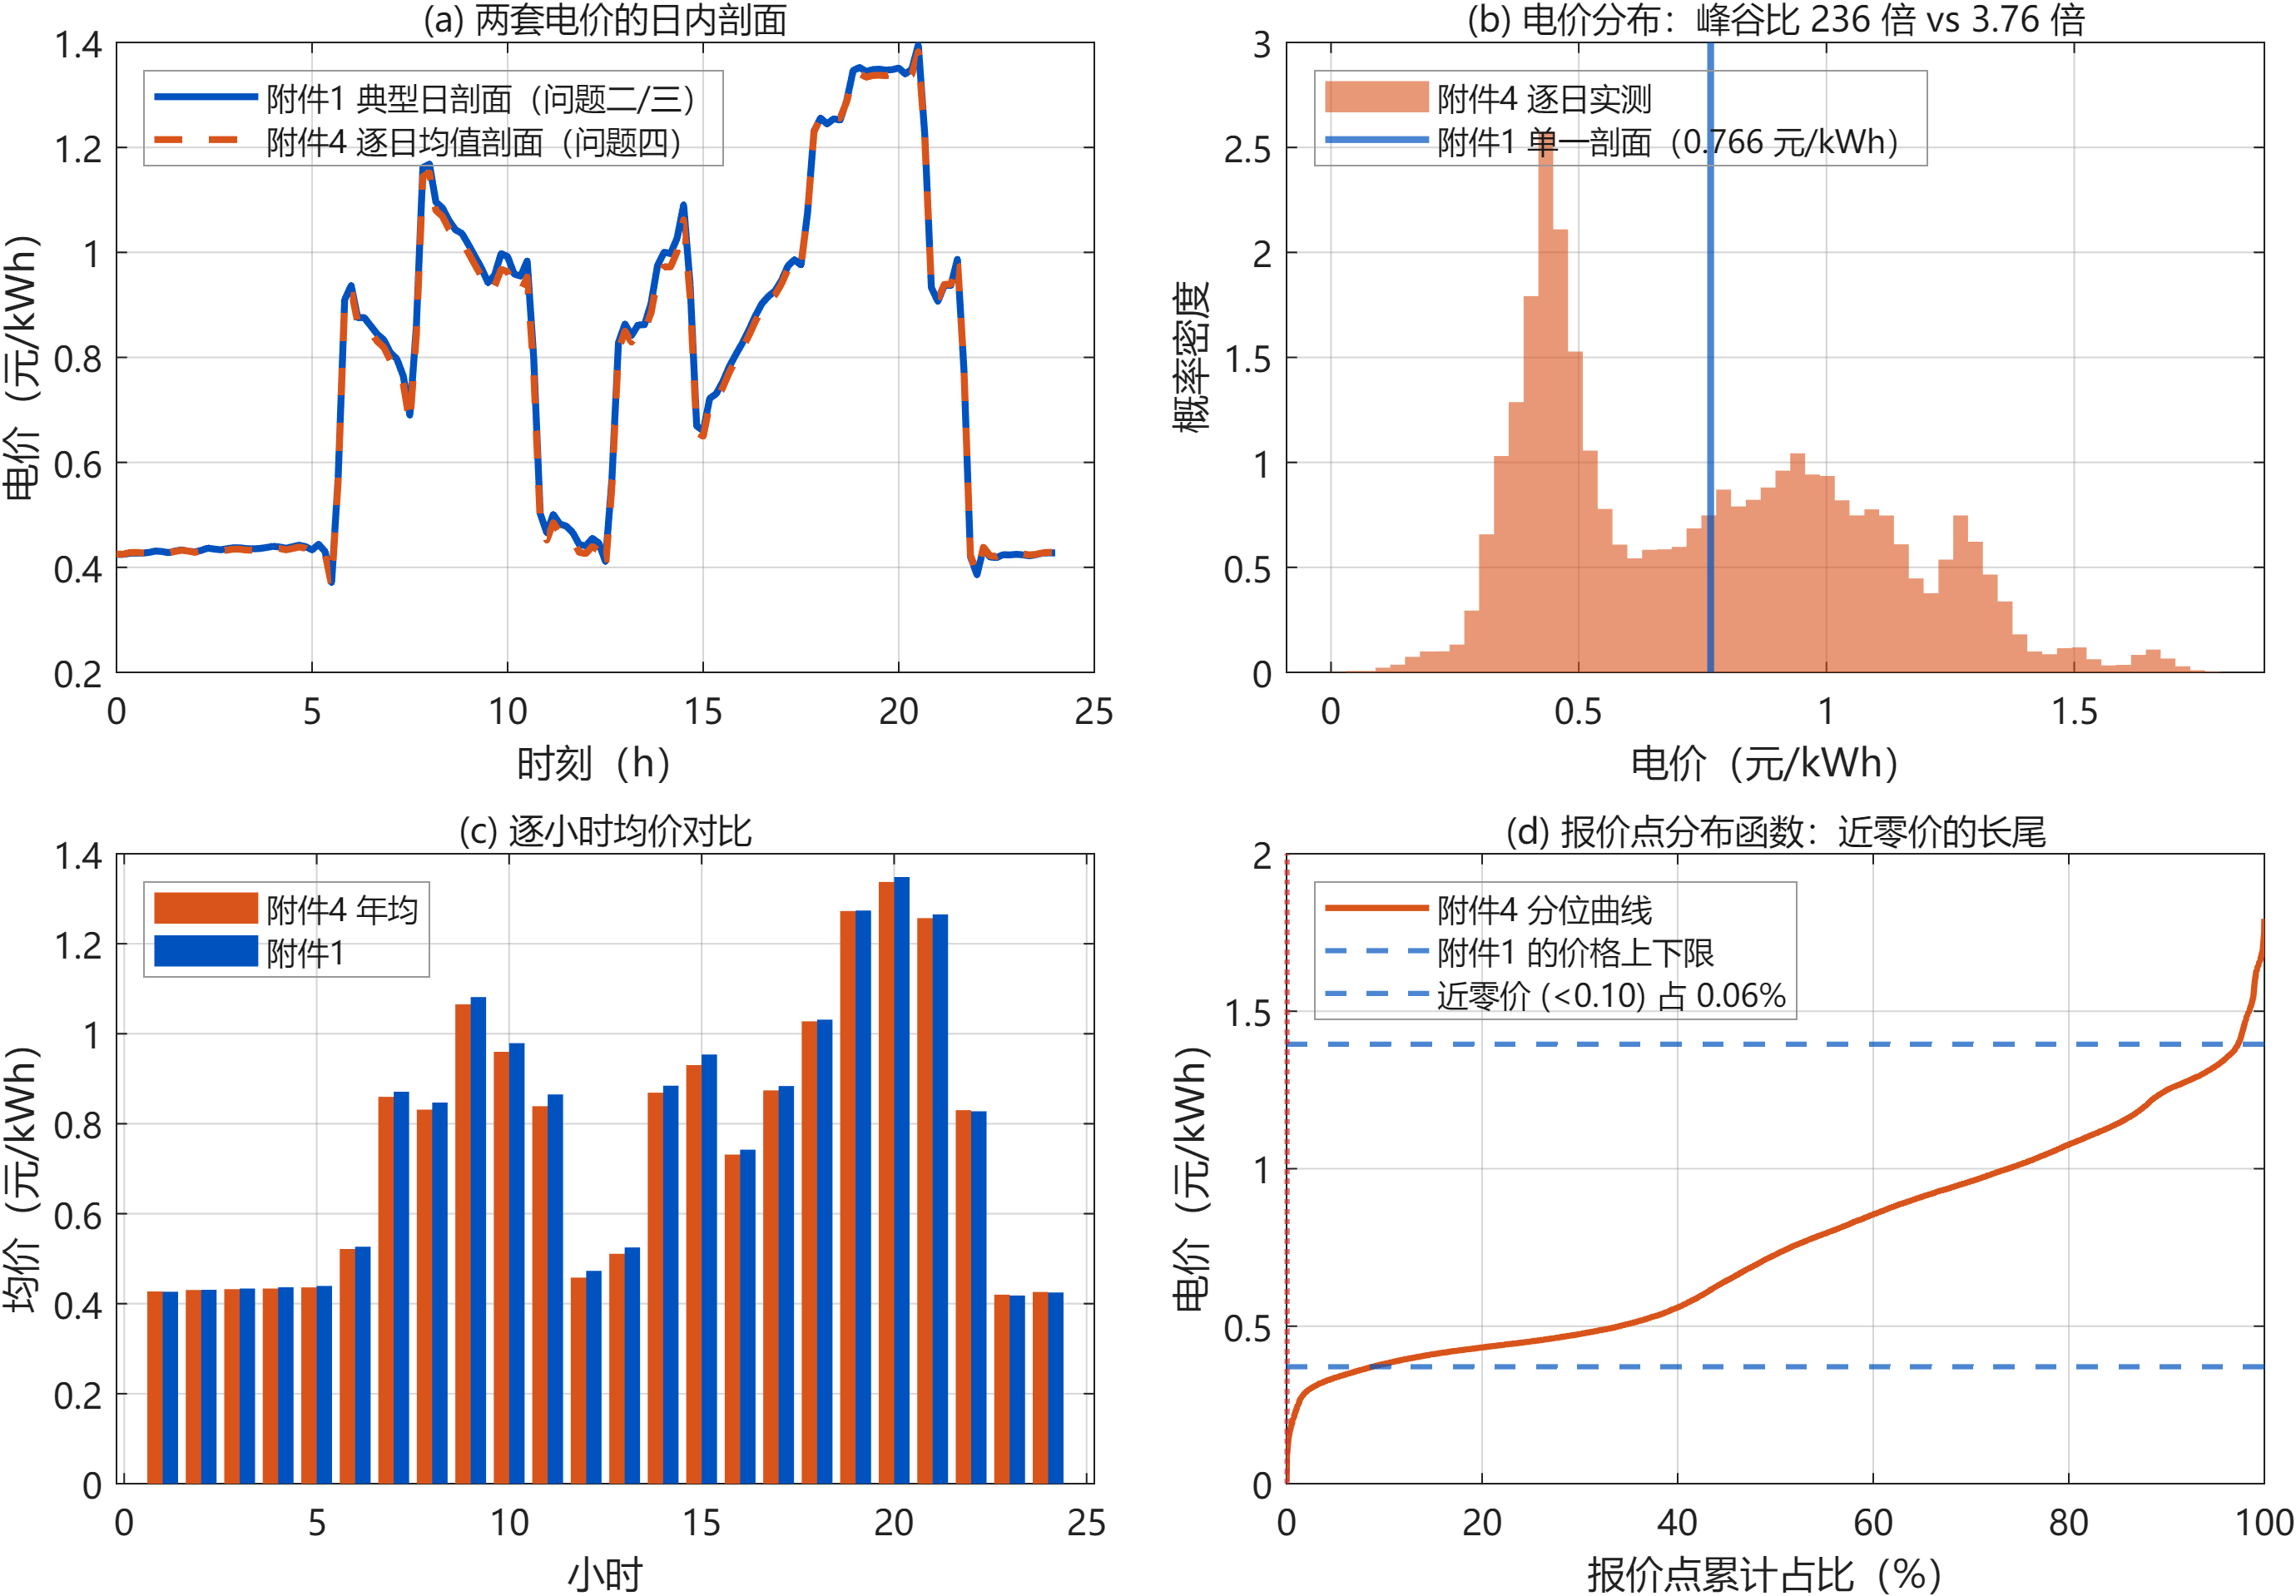 (a) 两套电价的日内剖面
1.4
1.2
1
0.8
0.6
0.4
0.2
电价（元/kWh）
附件1 典型日剖面（问题二/三）
附件4 逐日均值剖面（问题四）
0 5 10 15 20 25
时刻（h）
(b) 电价分布：峰谷比 236 倍 vs 3.76 倍
3
2.5
2
1.5
1
0.5
0
概率密度
附件4 逐日实测
附件1 单一剖面（0.766 元/kWh）
0 0.5 1 1.5
电价（元/kWh）
(c) 逐小时均价对比
1.4
1.2
1
0.8
0.6
0.4
0.2
0
均价（元/kWh）
附件4 年均
附件1
0 5 10 15 20 25
小时
(d) 报价点分布函数：近零价的长尾
2
1.5
1
0.5
0
电价（元/kWh）
附件4 分位曲线
附件1 的价格上下限
近零价 (<0.10) 占 0.06%
0 20 40 60 80 100
报价点累计占比（%）